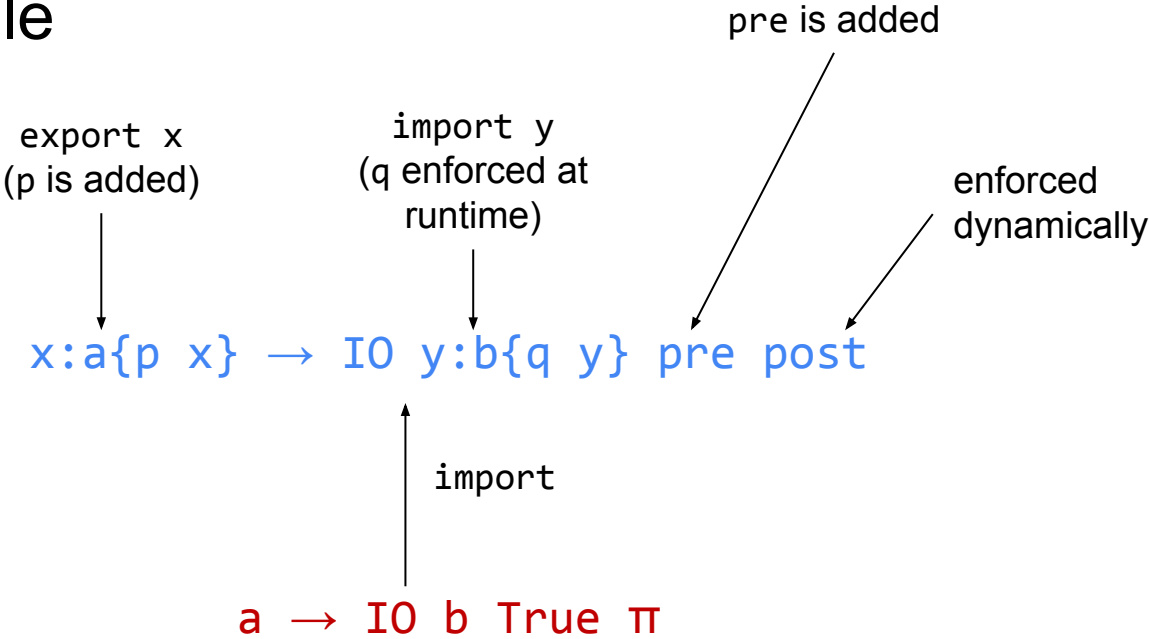 le
pre is added
export x
(p is added)
import y
(q enforced at
runtime)
enforced
dynamically
x:a{p x} → IO y:b{q y} pre post
import
a → IO b True π